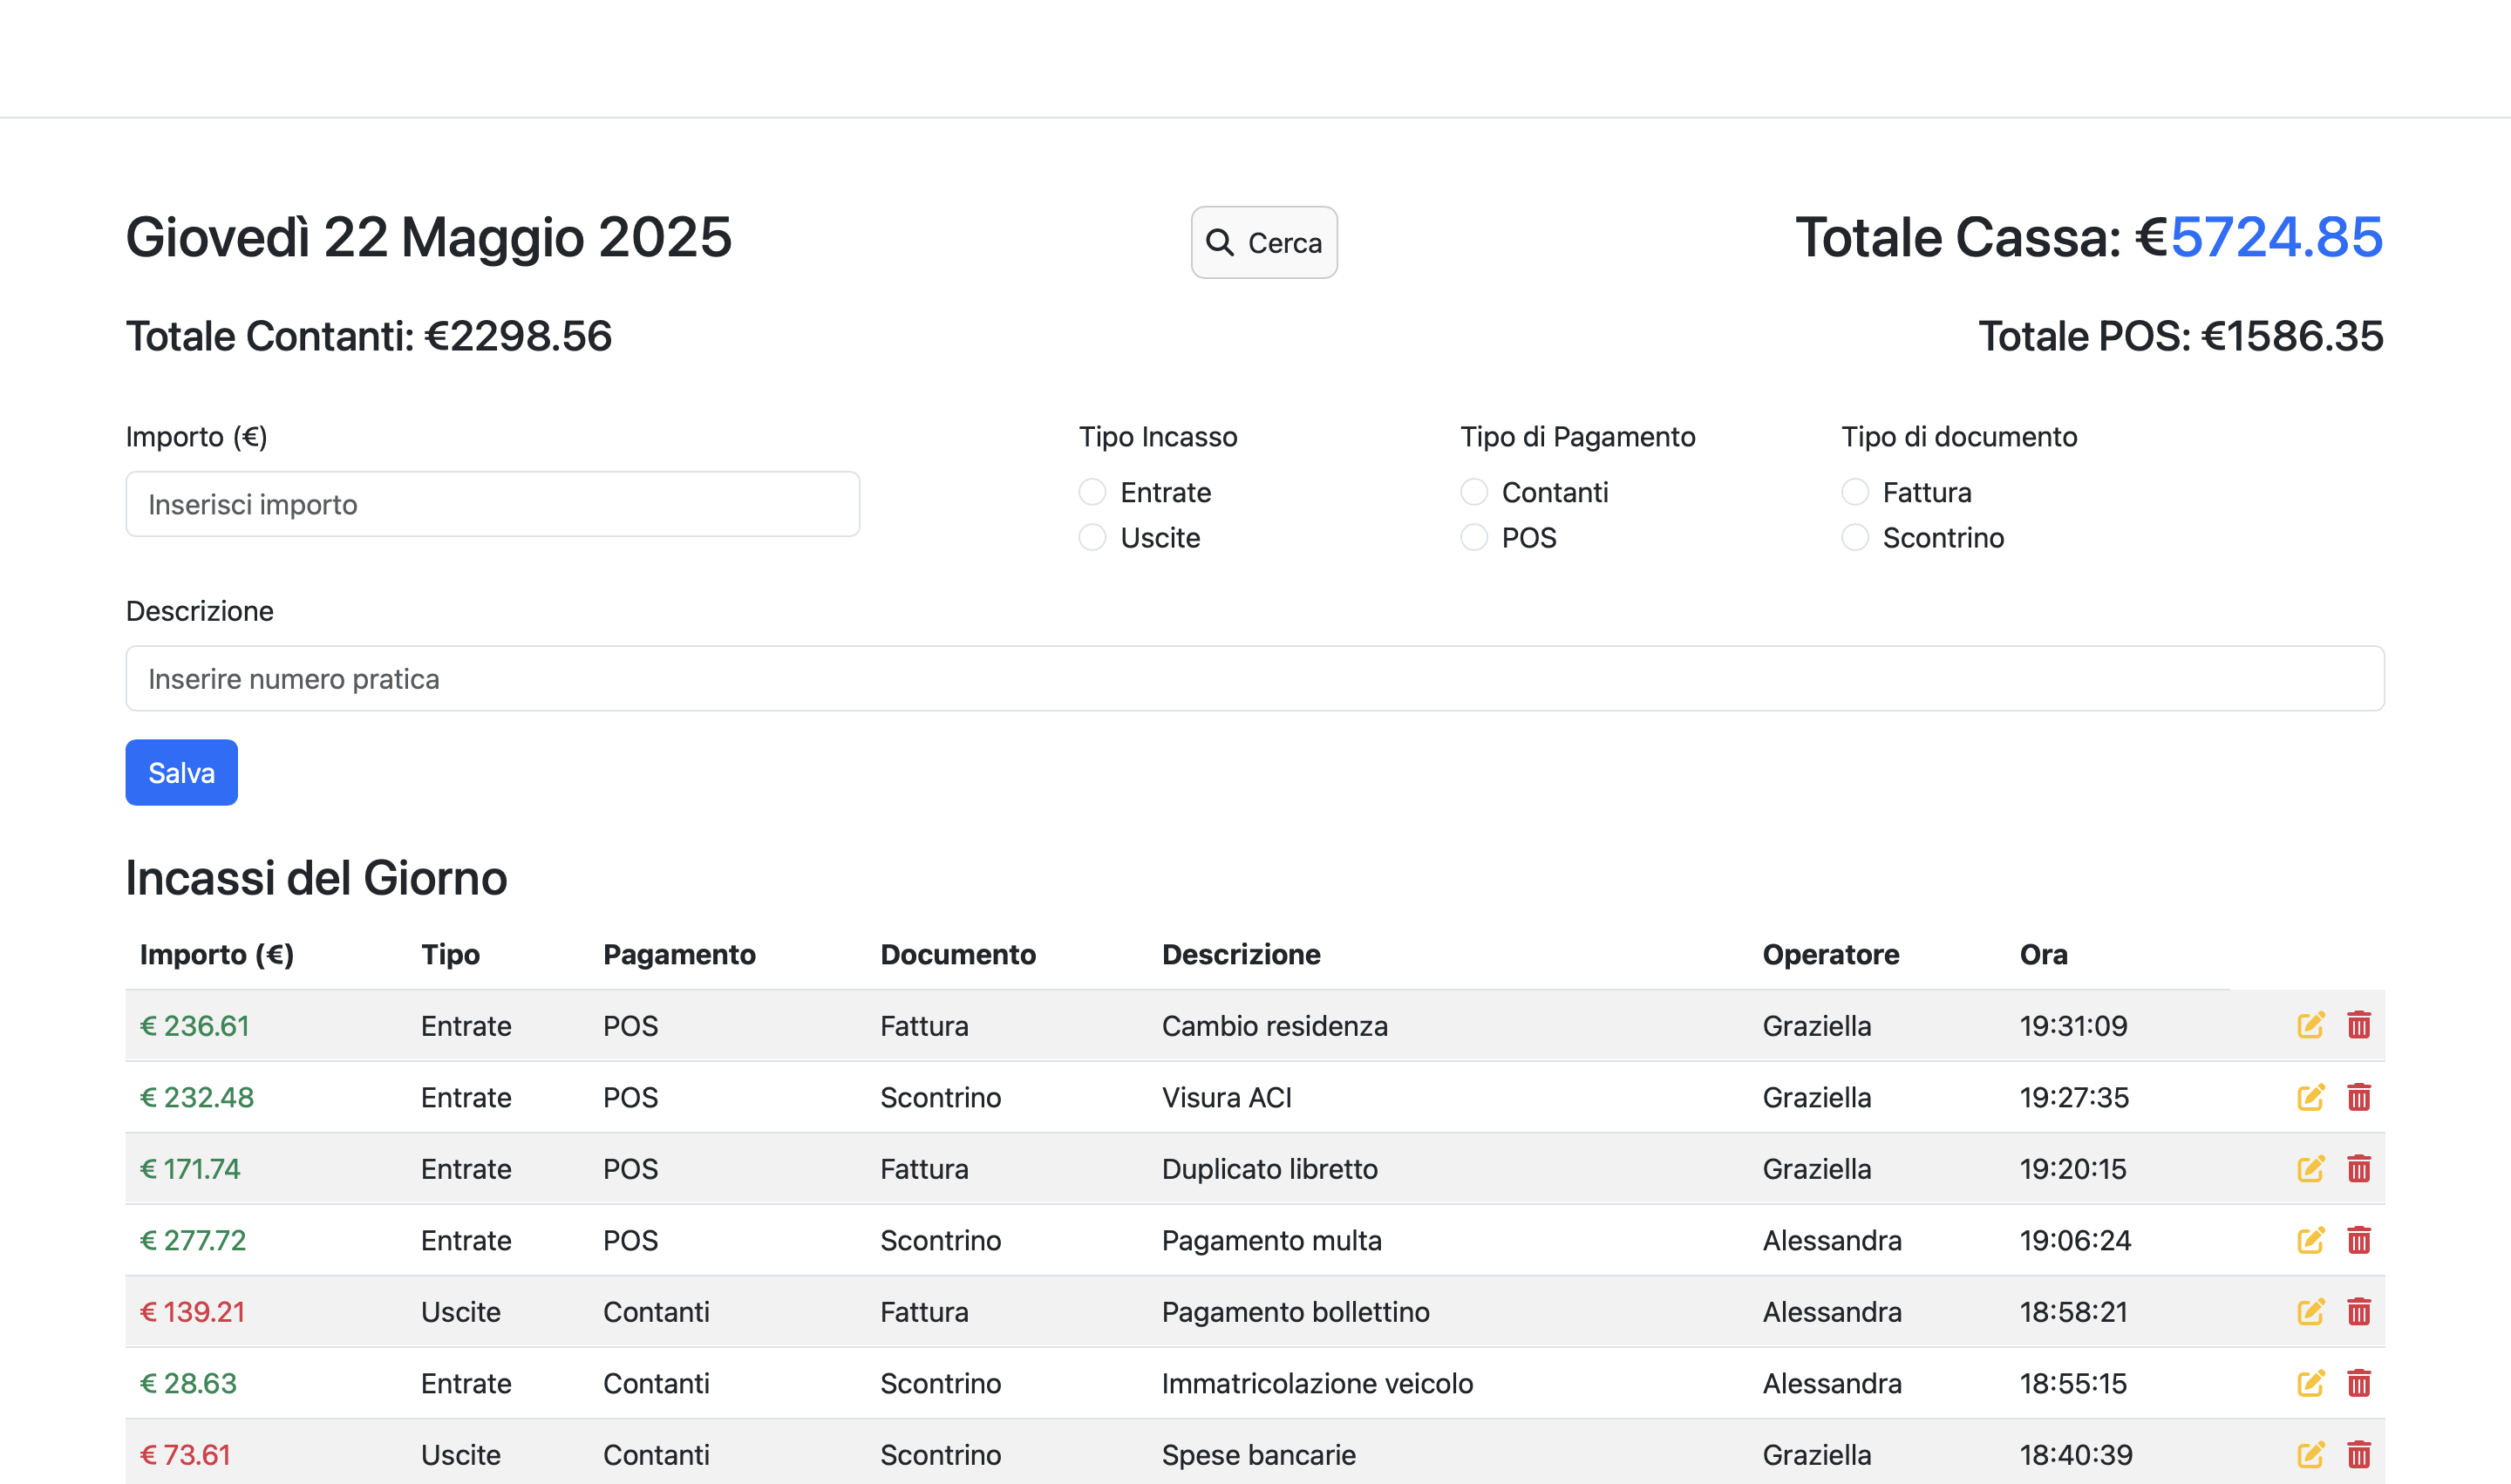 Giovedì 22 Maggio 2025 Cerca Totale Cassa: €5724.85
Totale Contanti: €2298.56 Totale POS: €1586.35
Importo (€) Tipo Incasso Tipo di Pagamento Tipo di documento
Inserisci importo Entrate Contanti Fattura
Uscite POS Scontrino
Descrizione
Inserire numero pratica
Salva
Incassi del Giorno
Importo (€) Tipo Pagamento Documento Descrizione Operatore Ora
€ 236.61 Entrate POS Fattura Cambio residenza Graziella 19:31:09
€ 232.48 Entrate POS Scontrino Visura ACI Graziella 19:27:35
€ 171.74 Entrate POS Fattura Duplicato libretto Graziella 19:20:15
€ 277.72 Entrate POS Scontrino Pagamento multa Alessandra 19:06:24
€ 139.21 Uscite Contanti Fattura Pagamento bollettino Alessandra 18:58:21
€ 28.63 Entrate Contanti Scontrino Immatricolazione veicolo Alessandra 18:55:15
€ 73.61 Uscite Contanti Scontrino Spese bancarie Graziella 18:40:39